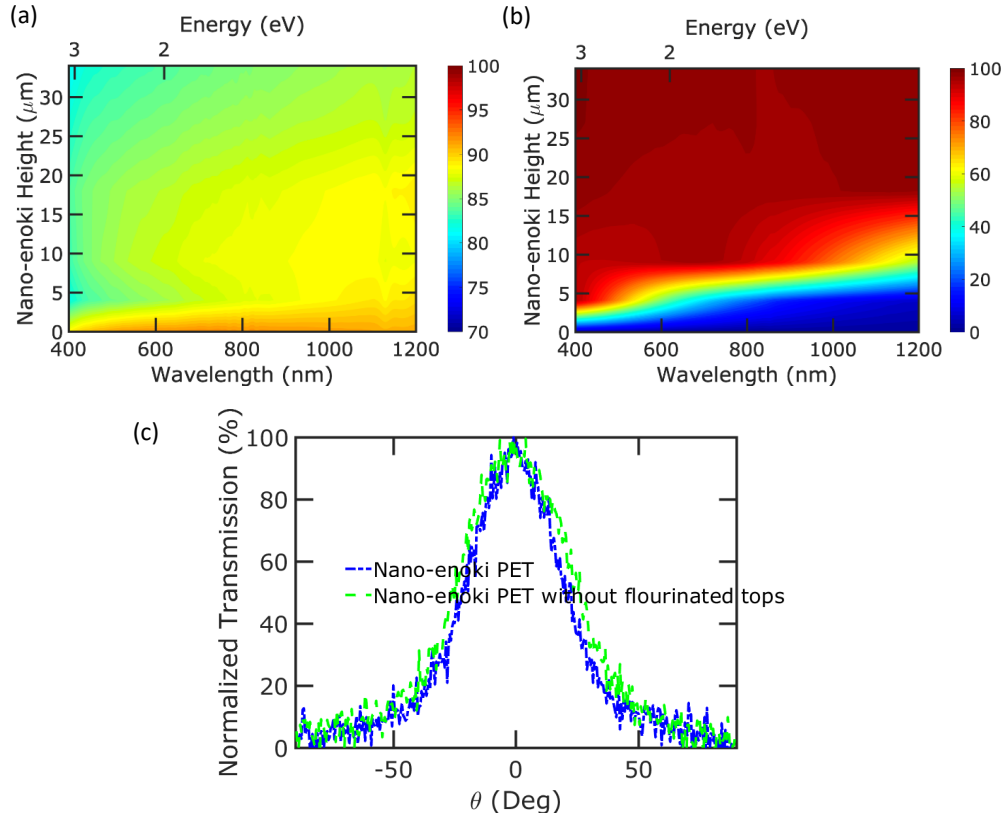 (a)
Energy (eV)
3 2
Nano-enoki Height (μm)
30
25
20
15
10
5
0
400 600 800 1000 1200
Wavelength (nm)
100
95
90
85
80
75
70
(b)
Energy (eV)
3 2
Nano-enoki Height (μm)
30
25
20
15
10
5
0
400 600 800 1000 1200
Wavelength (nm)
100
80
60
40
20
0
(c)
Normalized Transmission (%)
100
80
60
40
20
0
Nano-enoki PET
Nano-enoki PET without flourinated tops
-50 0 50
θ (Deg)